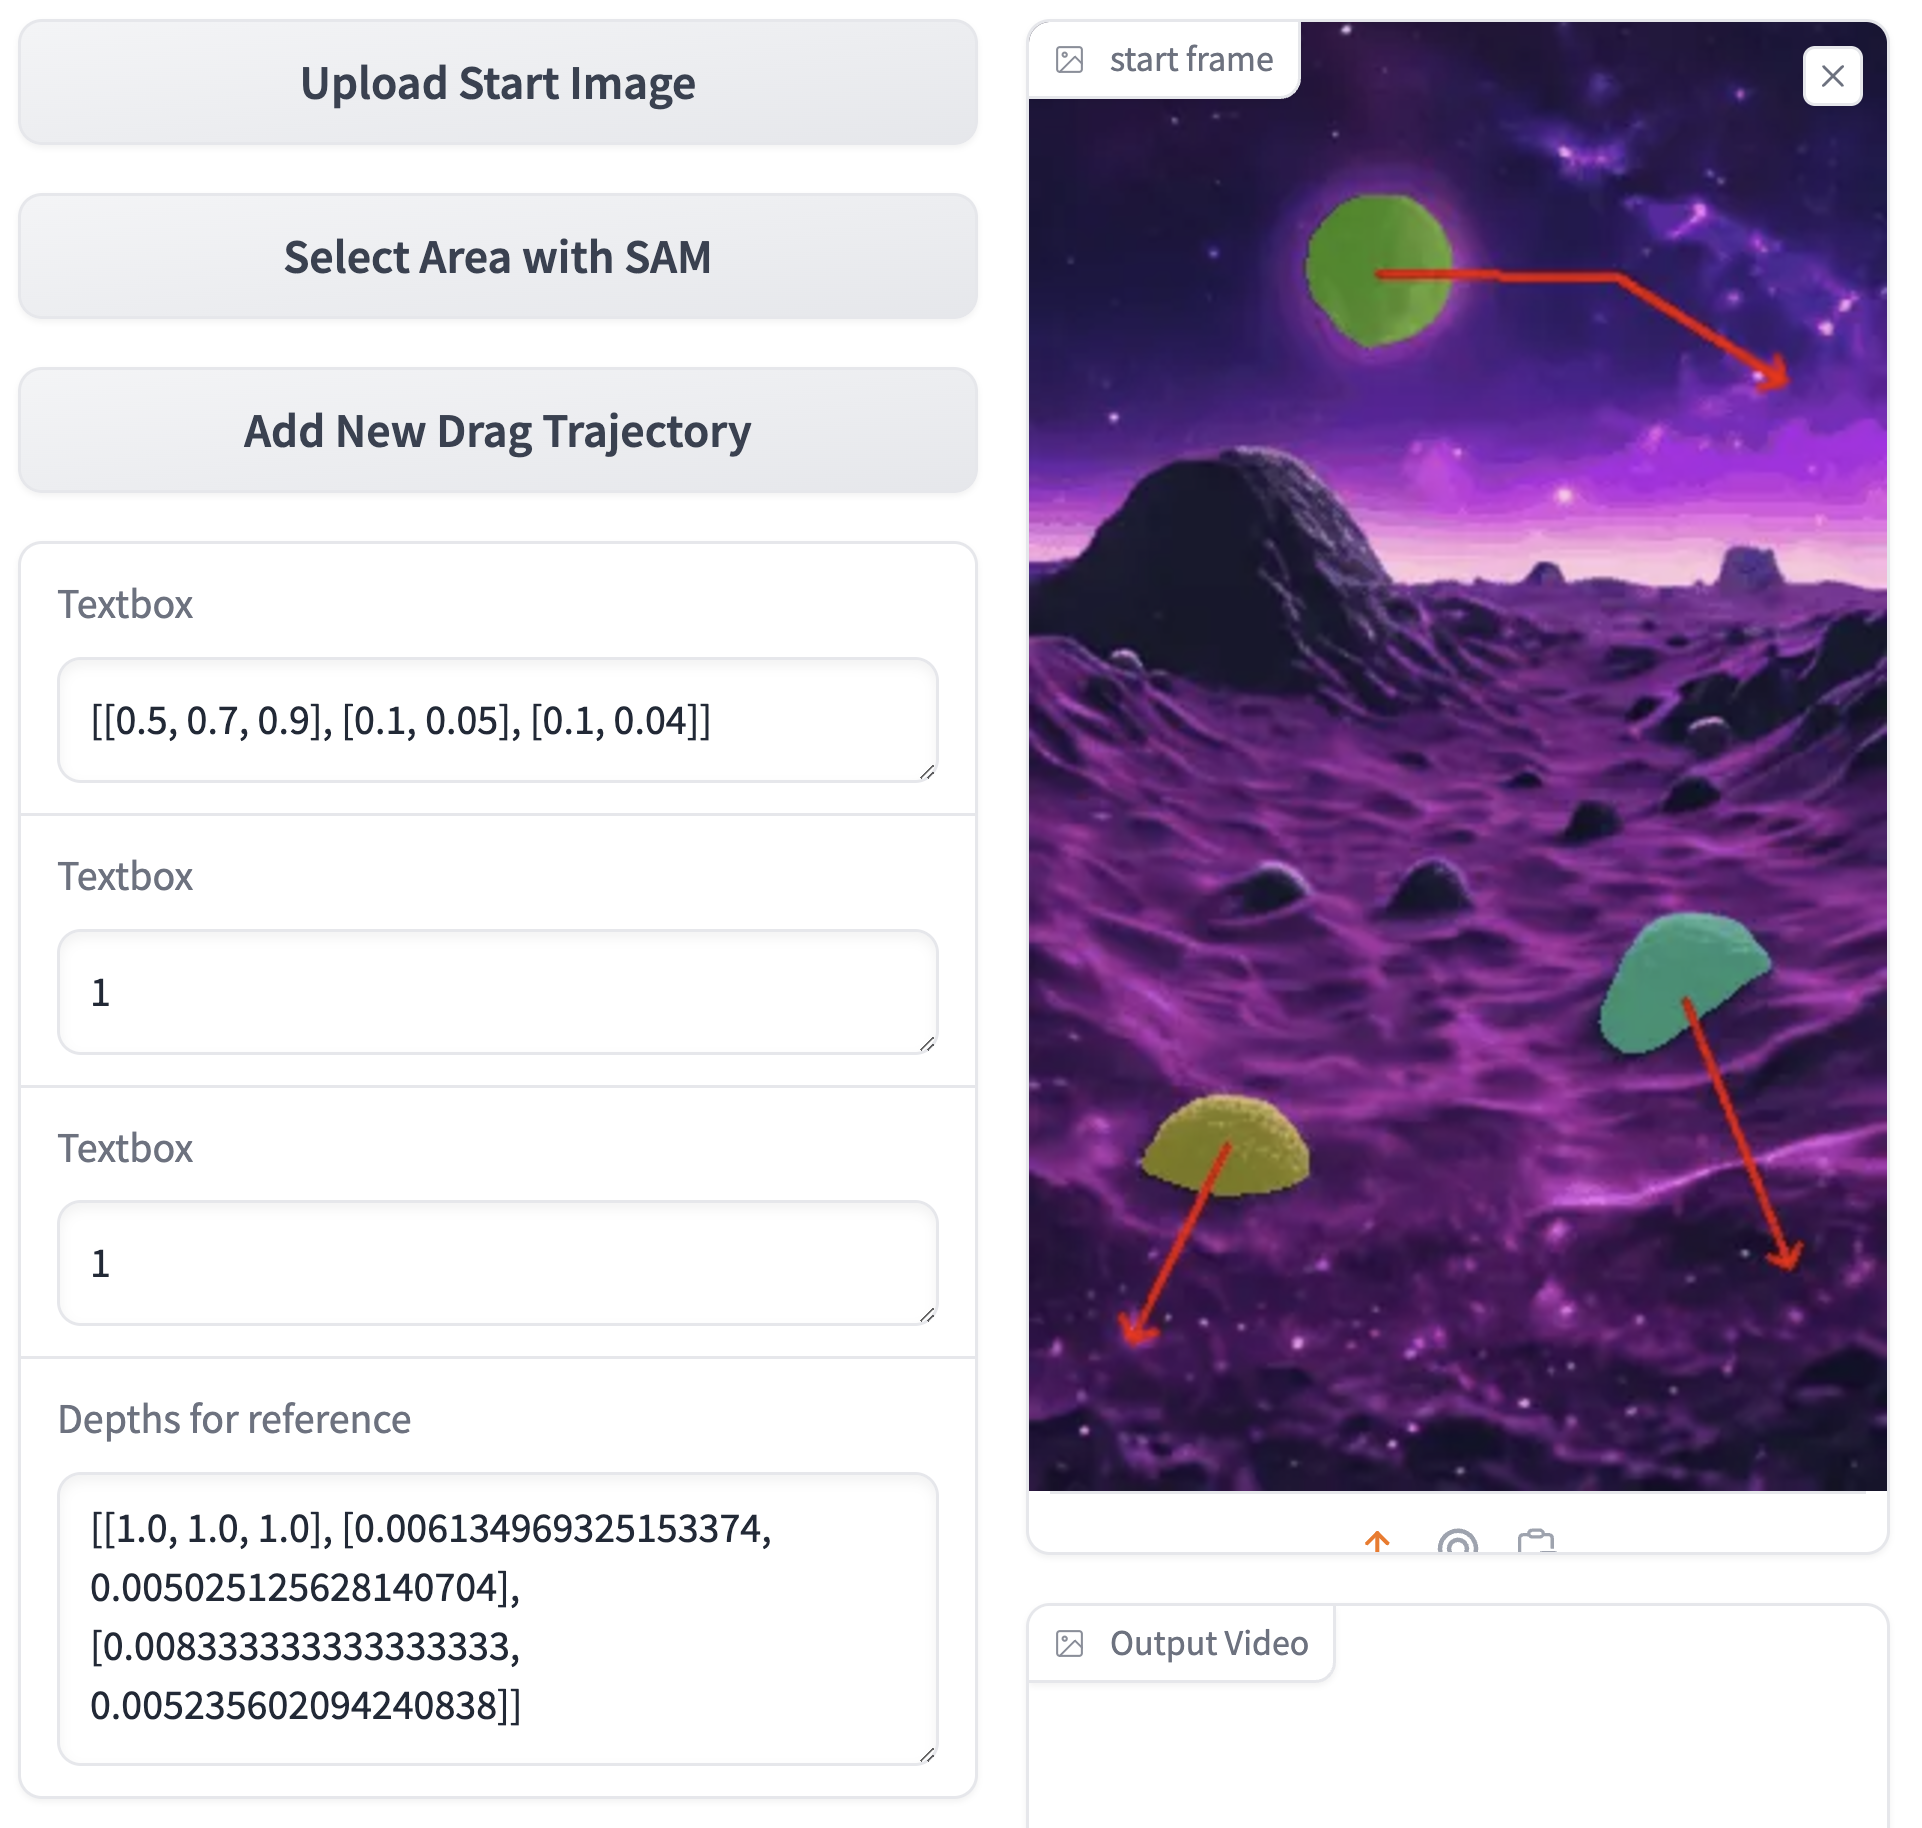 Upload Start Image
Select Area with SAM
Add New Drag Trajectory
Textbox
[[0.5, 0.7, 0.9], [0.1, 0.05], [0.1, 0.04]]
Textbox
1
Textbox
1
Depths for reference
[[1.0, 1.0, 1.0], [0.006134969325153374,
0.005025125628140704],
[0.008333333333333333,
0.005235602094240838]]
start frame
Output Video